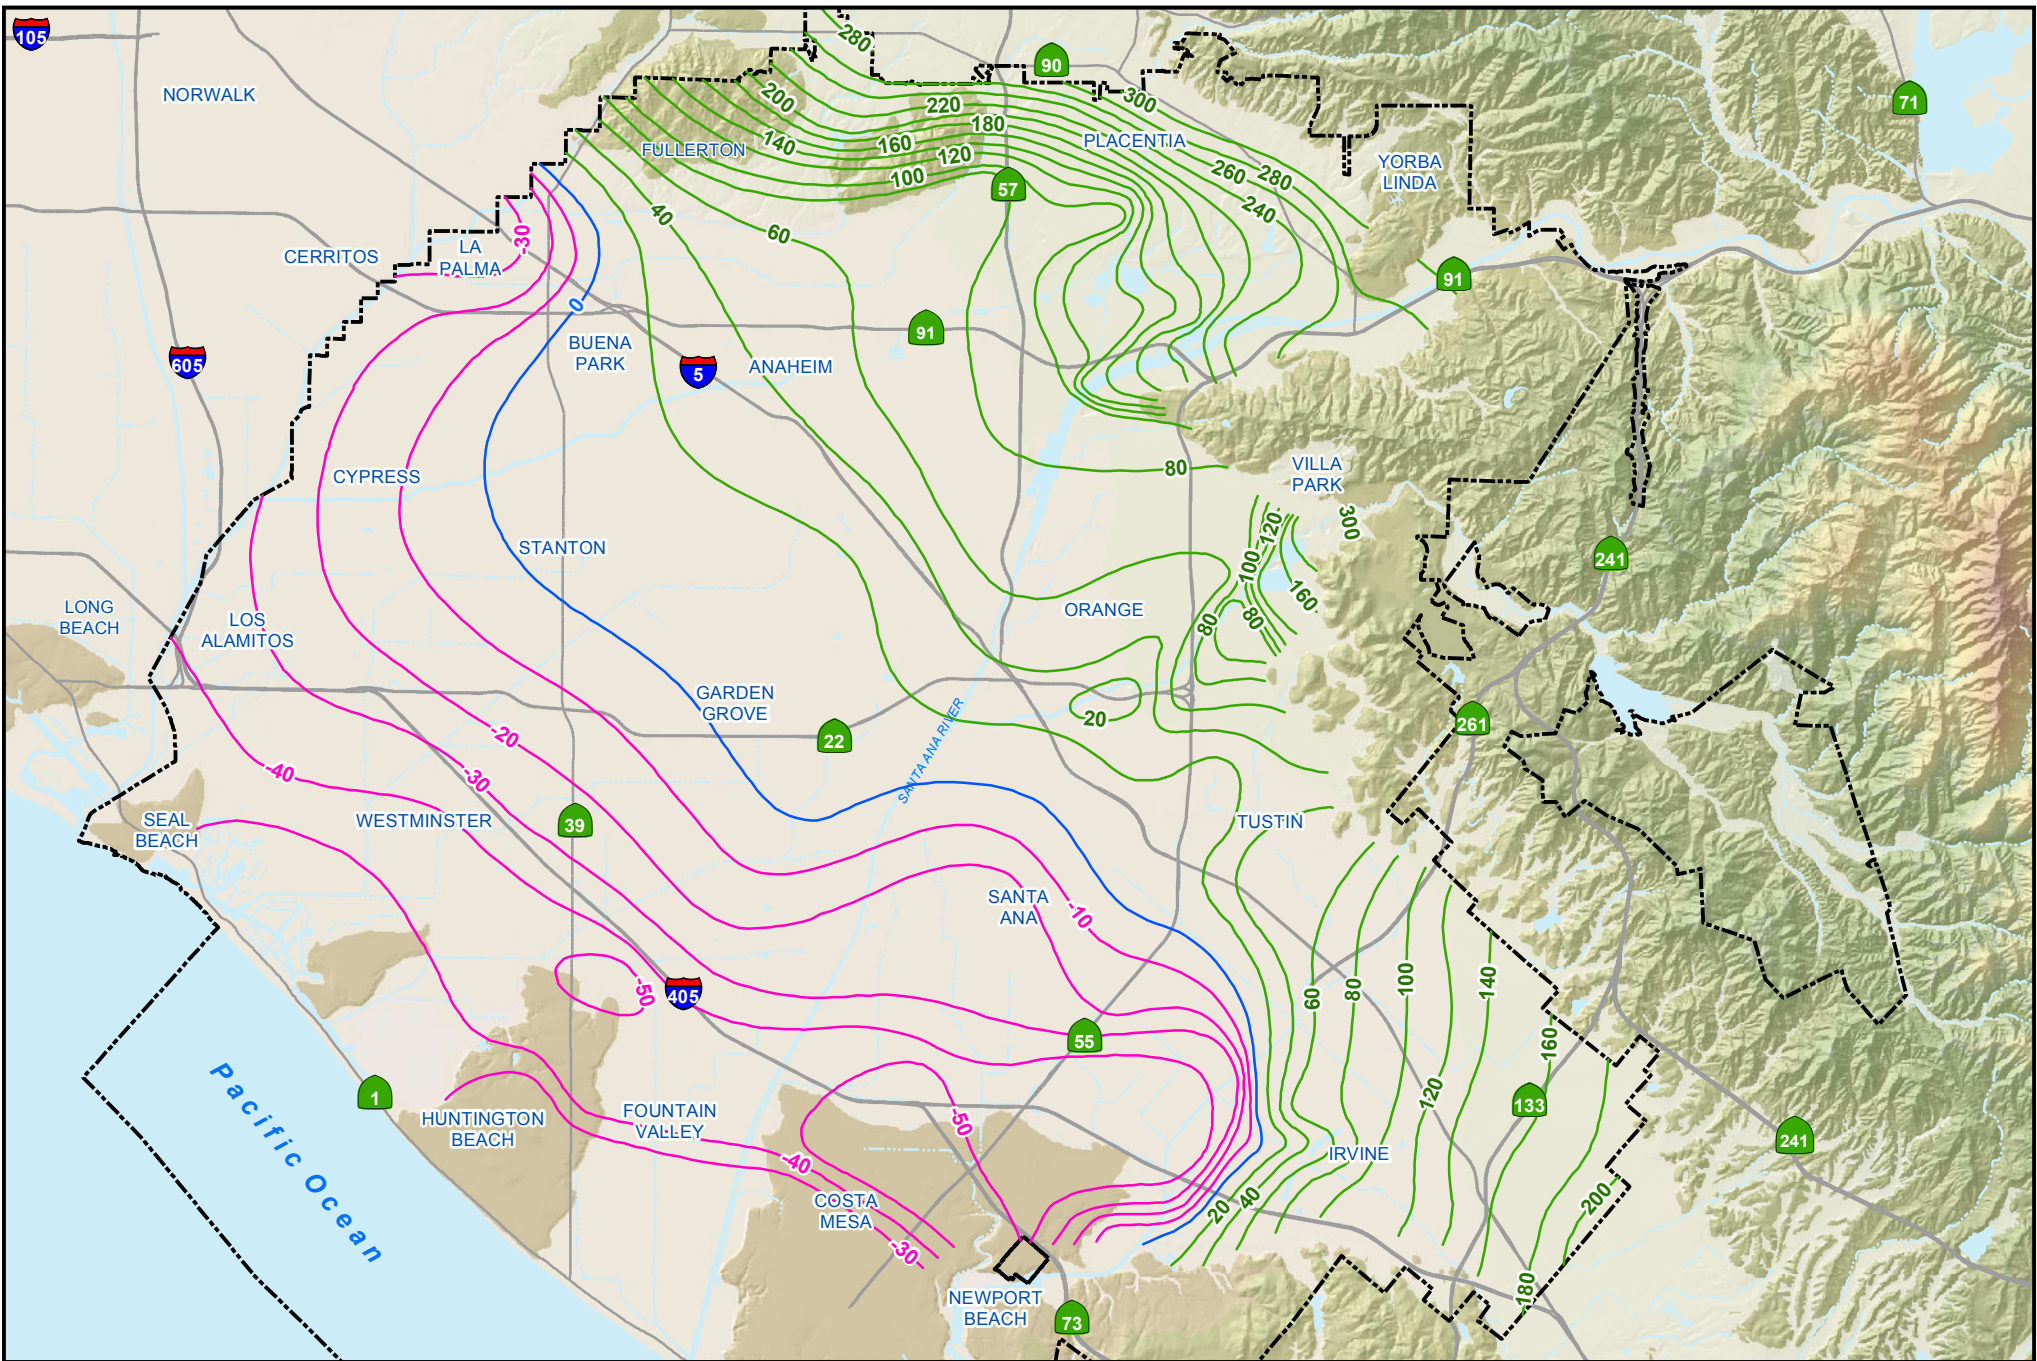 105
NORWALK
280
90
71
200
220
300
180
FULLERTON
140
160
120
PLACENTIA
100
260
280
YORBA
LINDA
57
240
40
60
-30
LA
PALMA
CERRITOS
91
0
605
BUENA
PARK
91
5
ANAHEIM
CYPRESS
80
VILLA
PARK
300
120
100
STANTON
241
160
LONG
BEACH
LOS
ALAMITOS
ORANGE
80
80
GARDEN
GROVE
20
261
22
-20
SANTA ANA RIVER
-40
-30
SEAL
BEACH
WESTMINSTER
39
TUSTIN
SANTA
ANA
-10
-50
405
60
80
100
140
55
160
Pacific Ocean
1
HUNTINGTON
BEACH
FOUNTAIN
VALLEY
-50
120
133
241
IRVINE
-40
COSTA
MESA
20
40
200
-30
NEWPORT
BEACH
73
180